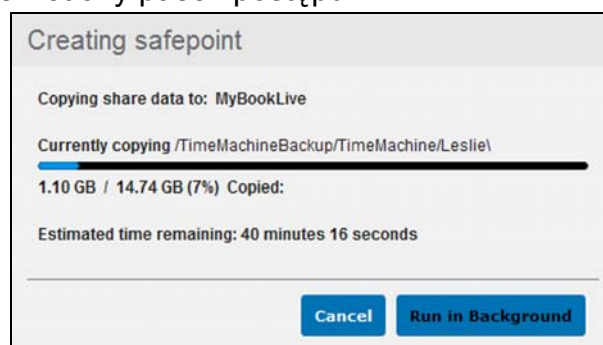 Creating safepoint
Copying share data to: MyBookLive
Currently copying /TimeMachineBackup/TimeMachine/Leslie\
1.10 GB / 14.74 GB (7%) Copied:
Estimated time remaining: 40 minutes 16 seconds
Cancel Run in Background